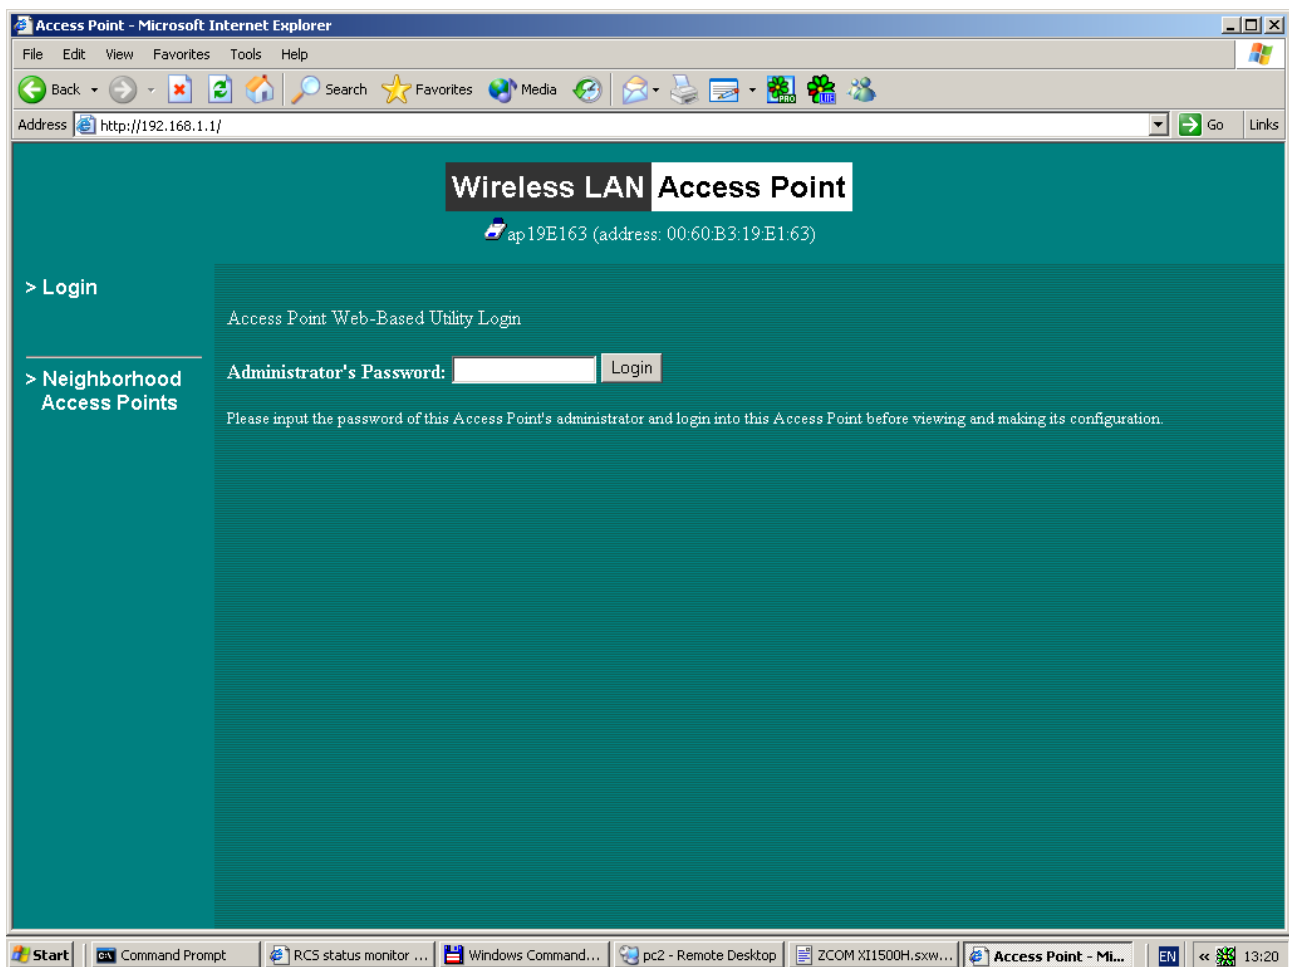 Access Point - Microsoft Internet Explorer
File Edit View Favorites Tools Help
Back Search Favorites Media PRO LITE
Address http://192.168.1.1/ Go Links
Wireless LAN Access Point
ap19E163 (address: 00:60:B3:19:E1:63)
> Login
Access Point Web-Based Utility Login
Administrator's Password: Login
> Neighborhood
Access Points
Please input the password of this Access Point's administrator and login into this Access Point before viewing and making its configuration.
Start Command Prompt RCS status monitor ... Windows Command... pc2 - Remote Desktop ZCOM XI1500H.sxw... Access Point - Mi... EN « 13:20